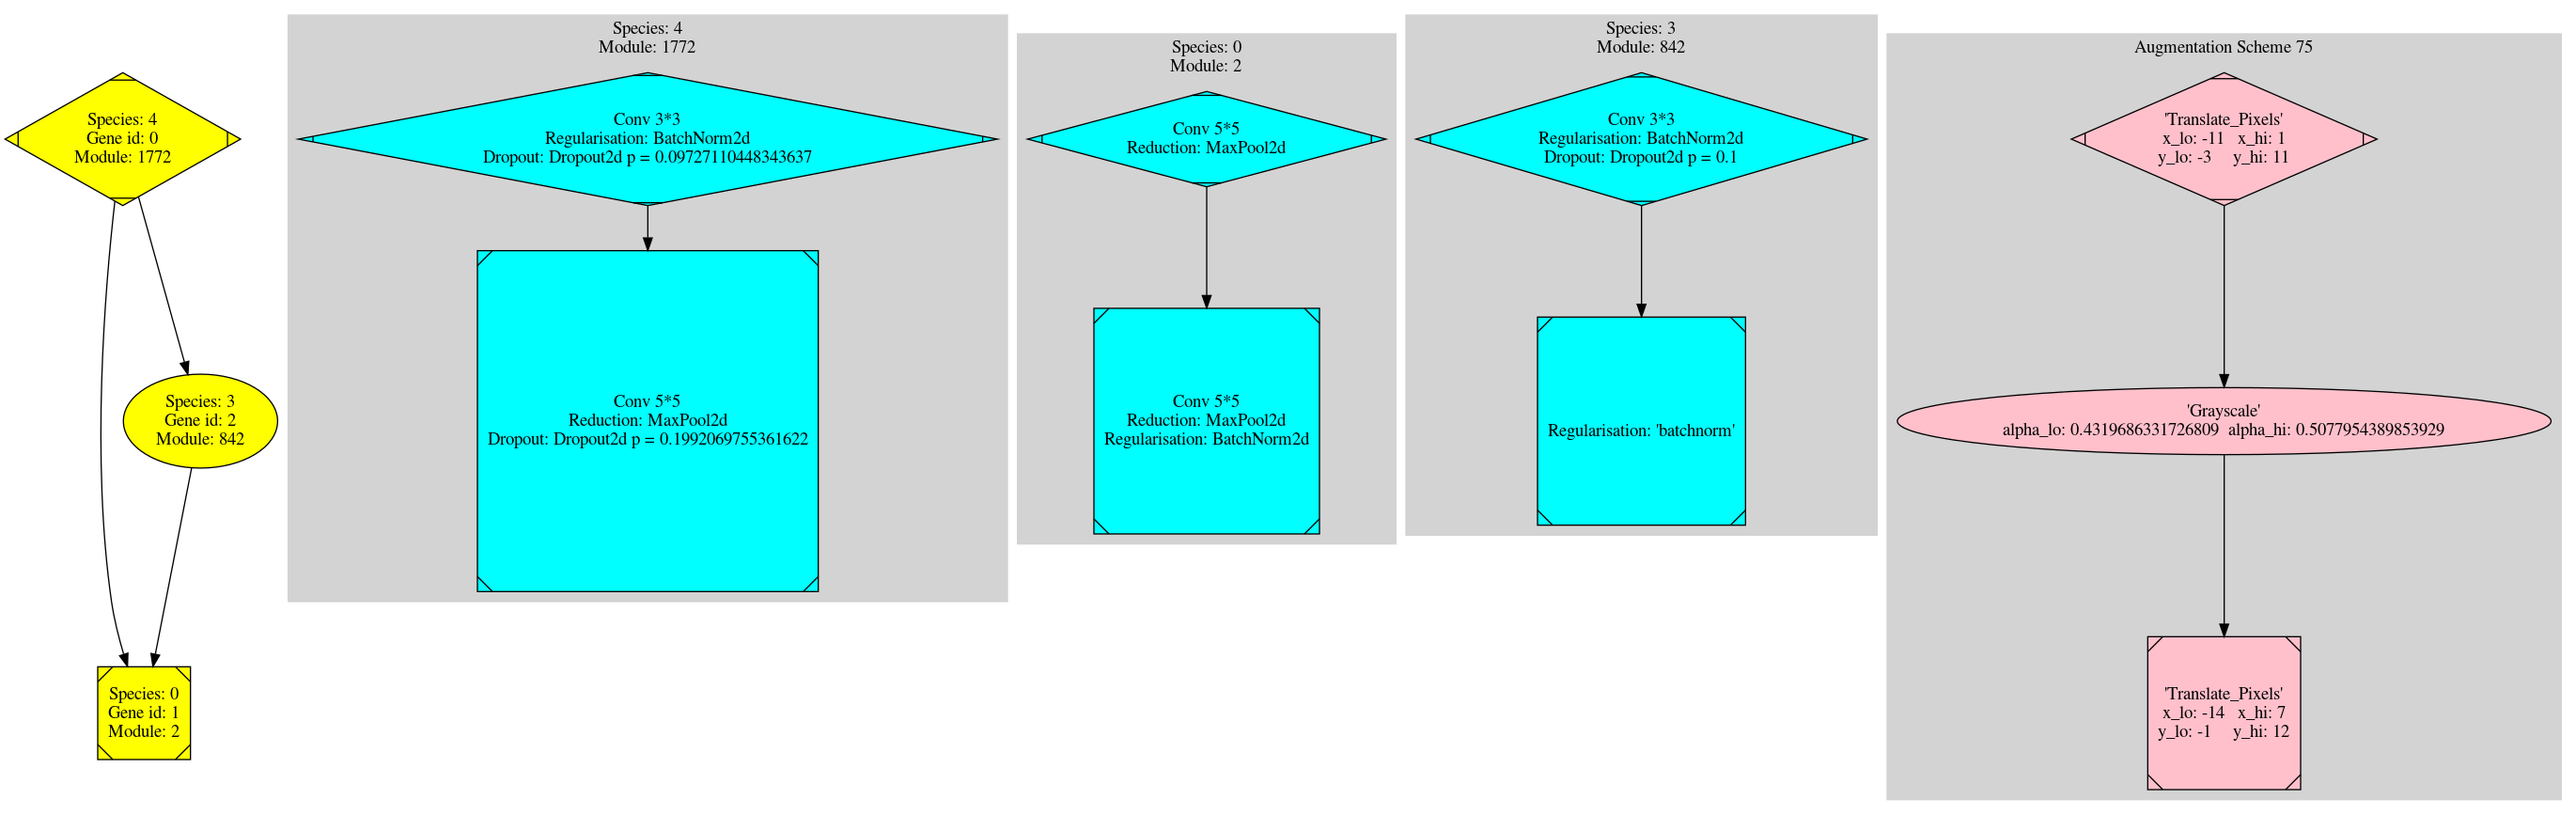 Species: 4
Gene id: 0
Module: 1772
Species: 3
Gene id: 2
Module: 842
Species: 0
Gene id: 1
Module: 2
Species: 4
Module: 1772
Conv 3*3
Regularisation: BatchNorm2d
Dropout: Dropout2d p = 0.09727110448343637
Conv 5*5
Reduction: MaxPool2d
Dropout: Dropout2d p = 0.1992069755361622
Species: 0
Module: 2
Conv 5*5
Reduction: MaxPool2d
Conv 5*5
Reduction: MaxPool2d
Regularisation: BatchNorm2d
Species: 3
Module: 842
Conv 3*3
Regularisation: BatchNorm2d
Dropout: Dropout2d p = 0.1
Regularisation: 'batchnorm'
Augmentation Scheme 75
'Translate_Pixels'
x_lo: -11 x_hi: 1
y_lo: -3 y_hi: 11
'Grayscale'
alpha_lo: 0.4319686331726809 alpha_hi: 0.5077954389853929
'Translate_Pixels'
x_lo: -14 x_hi: 7
y_lo: -1 y_hi: 12